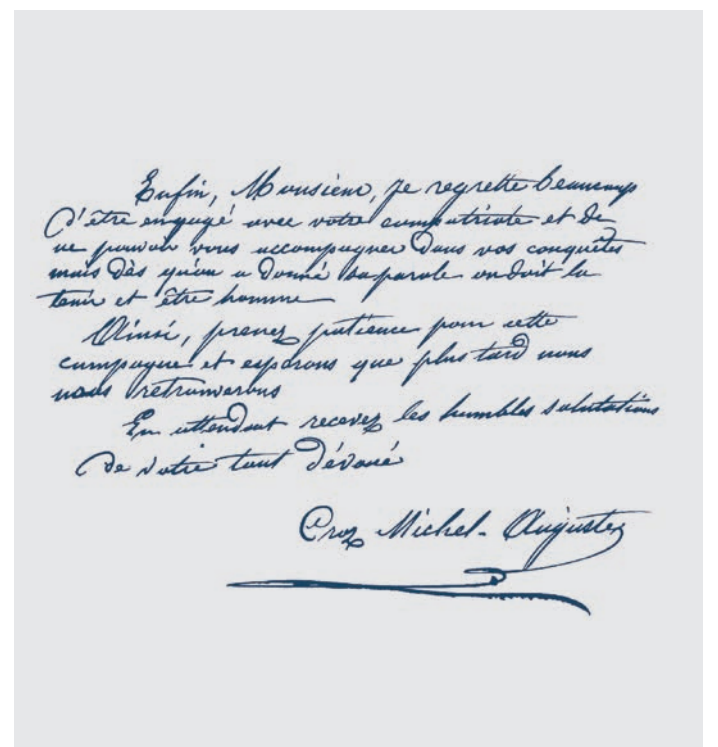 Enfin, Monsieur, je regrette beaucoup
d'être engagé avec votre compatriote et de
ne pouvoir vous accompagner dans vos conquêtes
mais dès qu'on a donné sa parole on doit la
tenir et être homme
Ainsi, prenez patience pour cette
campagne et esperons que plus tard nous
nous retrouverons
En attendant recevez les humbles salutations
de votre tout dévoué
Croz Michel-Auguste